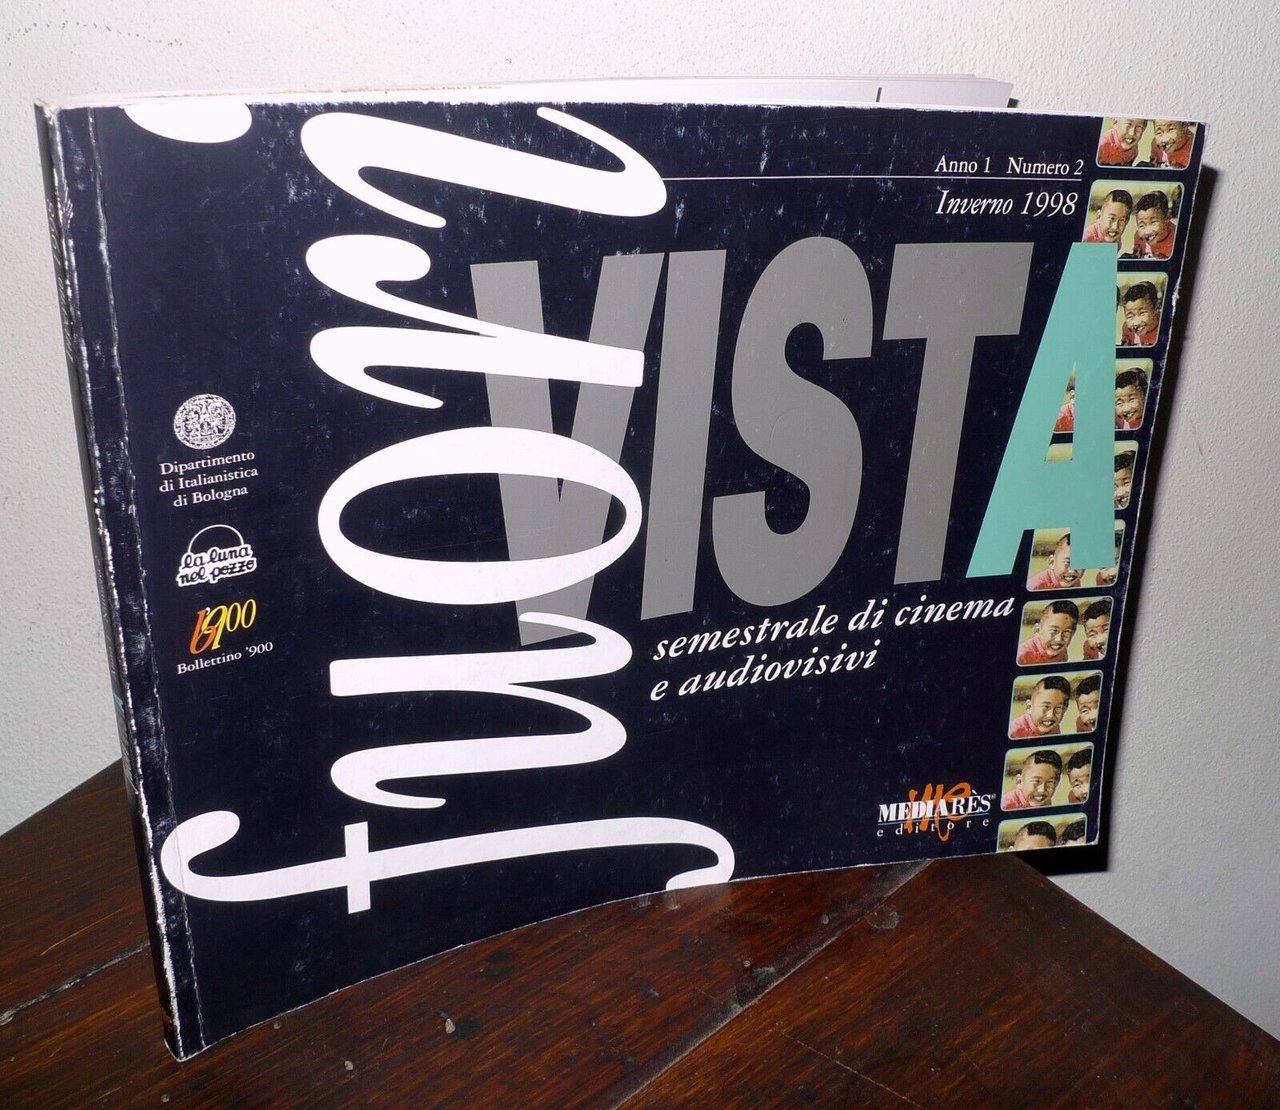 fuori
VISTA
Anno 1 Numero 2
Inverno 1998
semestrale di cinema
e audiovisivi
Dipartimento
di Italianistica
di Bologna
la luna
nel pozzo
b'900
Bollettino '900
MEDIARÈS®
editore